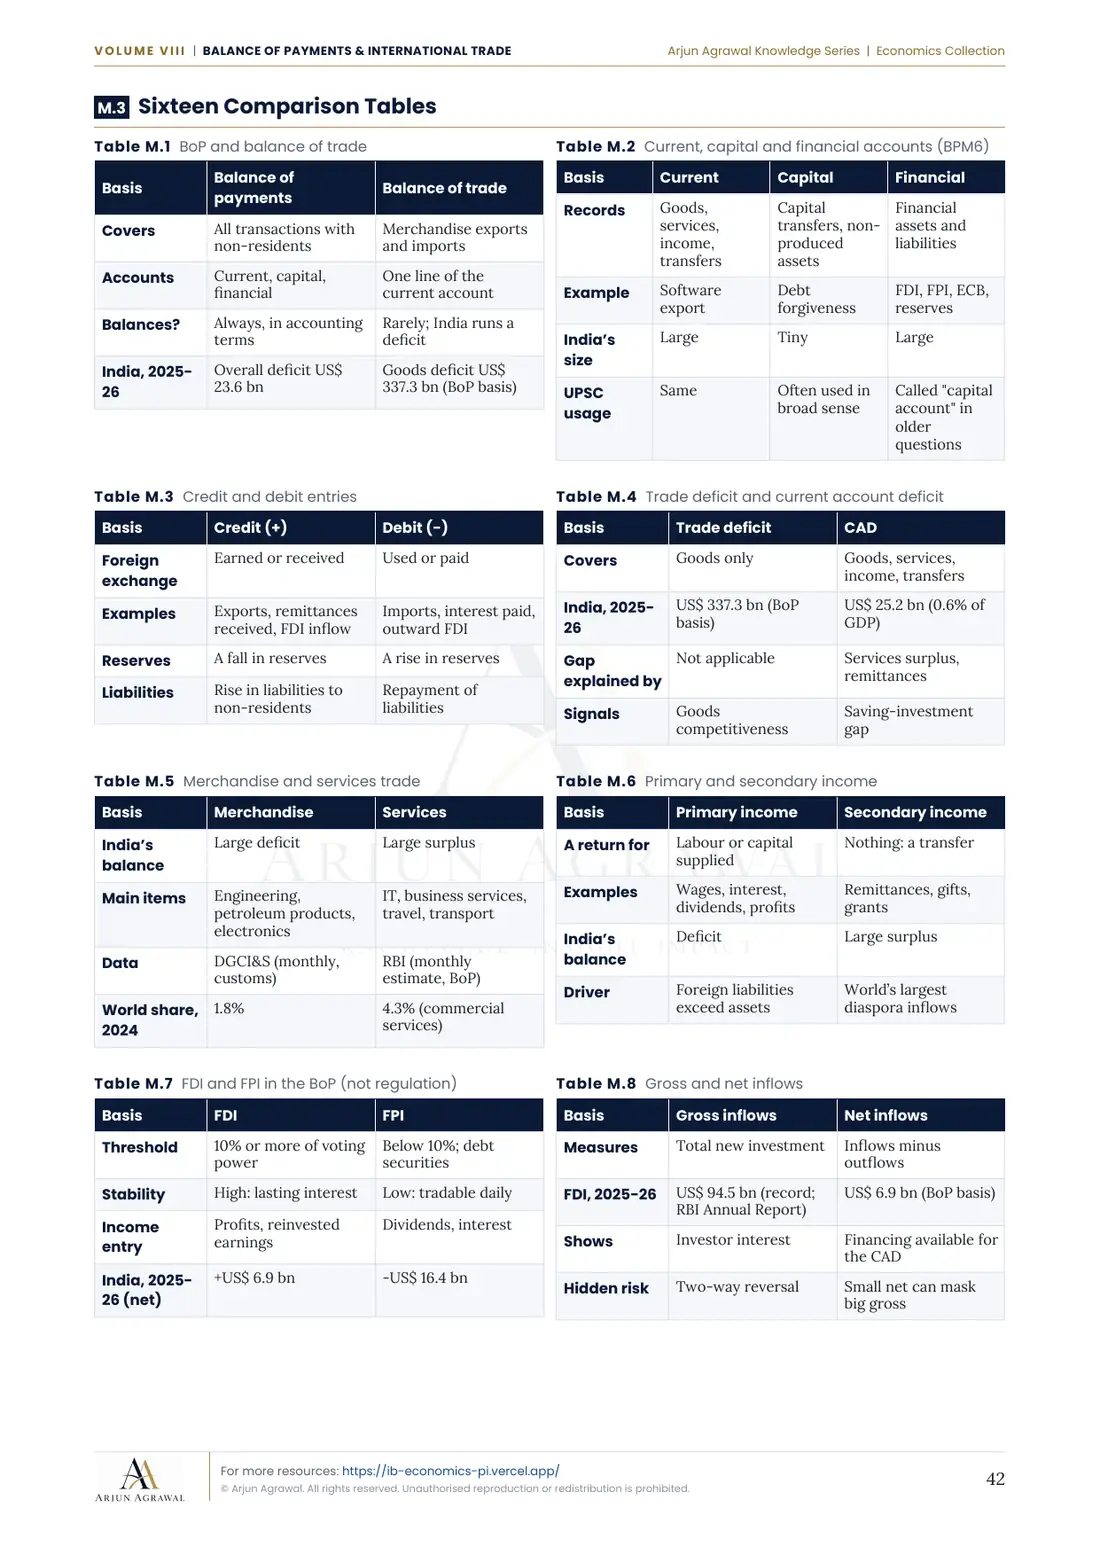 VOLUME VIII | BALANCE OF PAYMENTS & INTERNATIONAL TRADE
Arjun Agrawal Knowledge Series | Economics Collection
M.3 Sixteen Comparison Tables
Table M.1 BoP and balance of trade
Basis
Balance of
payments
Balance of trade
Covers
All transactions with
non-residents
Merchandise exports
and imports
Accounts
Current, capital,
financial
One line of the
current account
Balances?
Always, in accounting
terms
Rarely; India runs a
deficit
India, 2025-
26
Overall deficit US$
23.6 bn
Goods deficit US$
337.3 bn (BoP basis)
Table M.2 Current, capital and financial accounts (BPM6)
Basis
Current
Capital
Financial
Records
Goods,
services,
income,
transfers
Capital
transfers, non-
produced
assets
Financial
assets and
liabilities
Example
Software
export
Debt
forgiveness
FDI, FPI, ECB,
reserves
India's
size
Large
Tiny
Large
UPSC
usage
Same
Often used in
broad sense
Called "capital
account" in
older
questions
Table M.3 Credit and debit entries
Basis
Credit (+)
Debit (-)
Foreign
exchange
Earned or received
Used or paid
Examples
Exports, remittances
received, FDI inflow
Imports, interest paid,
outward FDI
Reserves
A fall in reserves
A rise in reserves
Liabilities
Rise in liabilities to
non-residents
Repayment of
liabilities
Table M.4 Trade deficit and current account deficit
Basis
Trade deficit
CAD
Covers
Goods only
Goods, services,
income, transfers
India, 2025-
26
US$ 337.3 bn (BoP
basis)
US$ 25.2 bn (0.6% of
GDP)
Gap
explained by
Not applicable
Services surplus,
remittances
Signals
Goods
competitiveness
Saving-investment
gap
Table M.5 Merchandise and services trade
Basis
Merchandise
Services
India's
balance
Large deficit
Large surplus
Main items
Engineering,
petroleum products,
electronics
IT, business services,
travel, transport
Data
DGCI&S (monthly,
customs)
RBI (monthly
estimate, BoP)
World share,
2024
1.8%
4.3% (commercial
services)
Table M.6 Primary and secondary income
Basis
Primary income
Secondary income
A return for
Labour or capital
supplied
Nothing: a transfer
Examples
Wages, interest,
dividends, profits
Remittances, gifts,
grants
India's
balance
Deficit
Large surplus
Driver
Foreign liabilities
exceed assets
World's largest
diaspora inflows
Table M.7 FDI and FPI in the BoP (not regulation)
Basis
FDI
FPI
Threshold
10% or more of voting
power
Below 10%; debt
securities
Stability
High: lasting interest
Low: tradable daily
Income
entry
Profits, reinvested
earnings
Dividends, interest
India, 2025-
26 (net)
+US$ 6.9 bn
-US$ 16.4 bn
Table M.8 Gross and net inflows
Basis
Gross inflows
Net inflows
Measures
Total new investment
Inflows minus
outflows
FDI, 2025-26
US$ 94.5 bn (record;
RBI Annual Report)
US$ 6.9 bn (BoP basis)
Shows
Investor interest
Financing available for
the CAD
Hidden risk
Two-way reversal
Small net can mask
big gross
ARJUN AGRAWAL
ARJUN AGRAWAL
For more resources: https://ib-economics-pi.vercel.app/
© Arjun Agrawal. All rights reserved. Unauthorised reproduction or redistribution is prohibited.
42